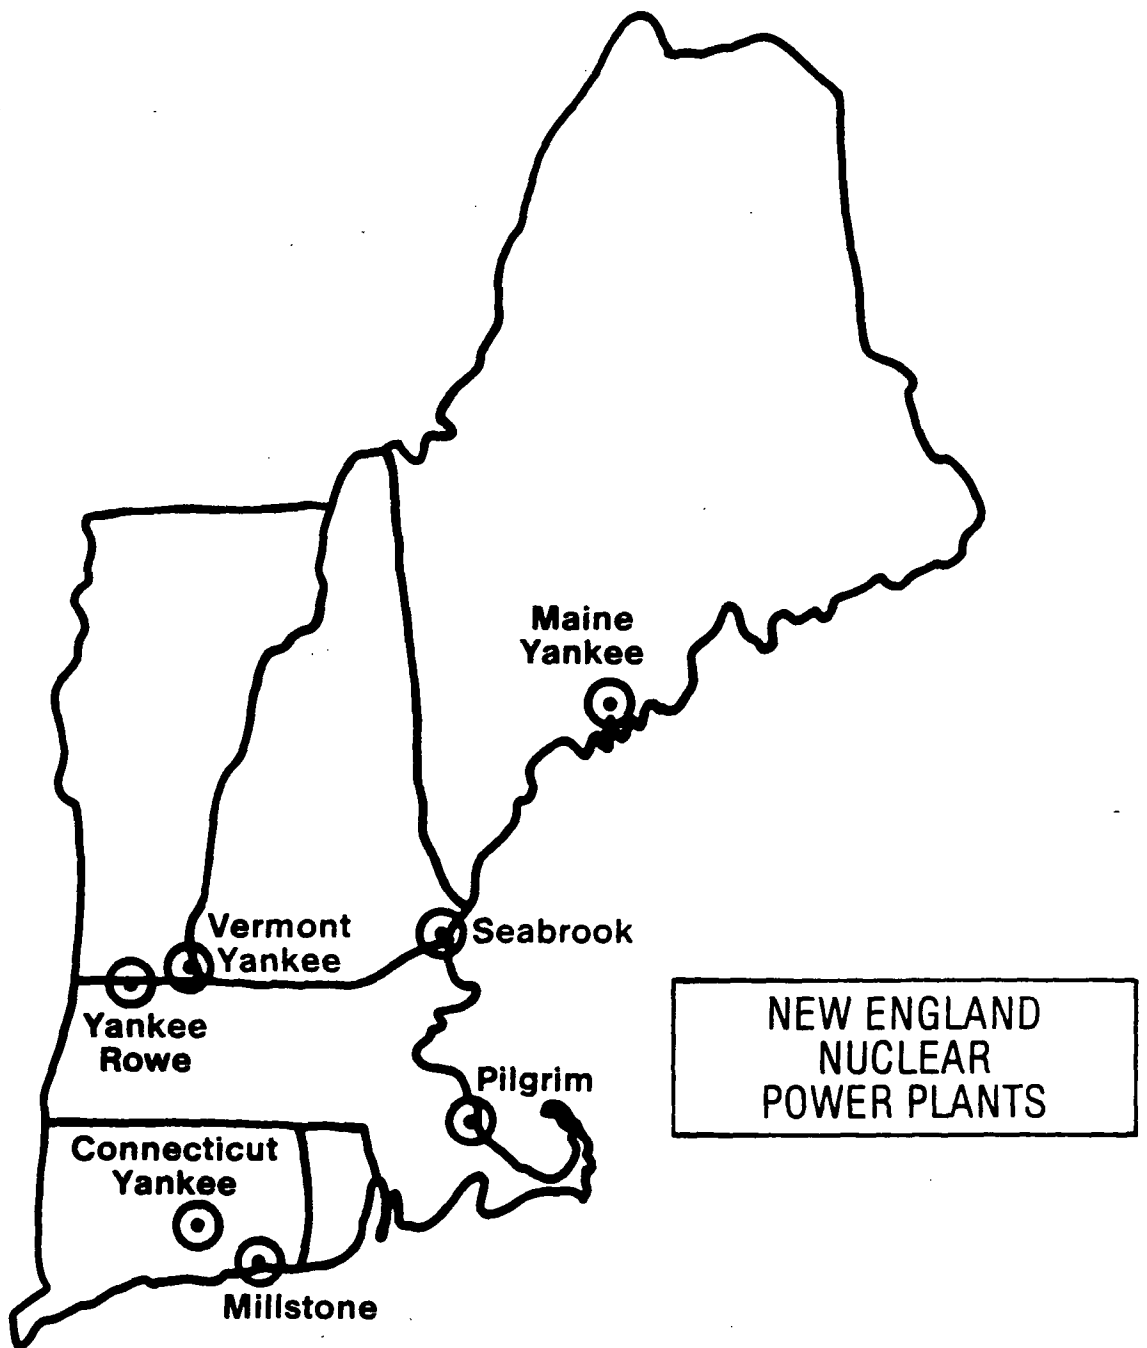 Maine
Yankee
Vermont
Yankee
Seabrook
Yankee
Rowe
Pilgrim
Connecticut
Yankee
Millstone
NEW ENGLAND
NUCLEAR
POWER PLANTS